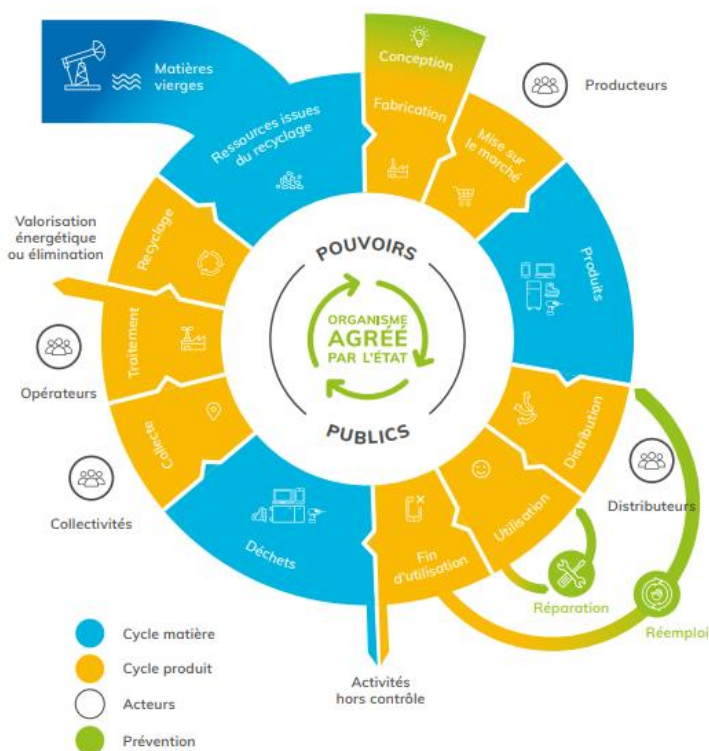 Matières
vierges
Ressources issues
du recyclage
Conception
Fabrication
Mise sur
le marché
Producteurs
Produits
Distribution
Distributeurs
Utilisation
Réparation
Réemploi
Fin
d'utilisation
Activités
hors contrôle
Déchets
Collecte
Collectivités
Traitement
Opérateurs
Recyclage
Valorisation
énergétique
ou élimination
POUVOIRS
ORGANISME
AGRÉÉ
PAR L'ÉTAT
PUBLICS
Cycle matière
Cycle produit
Acteurs
Prévention